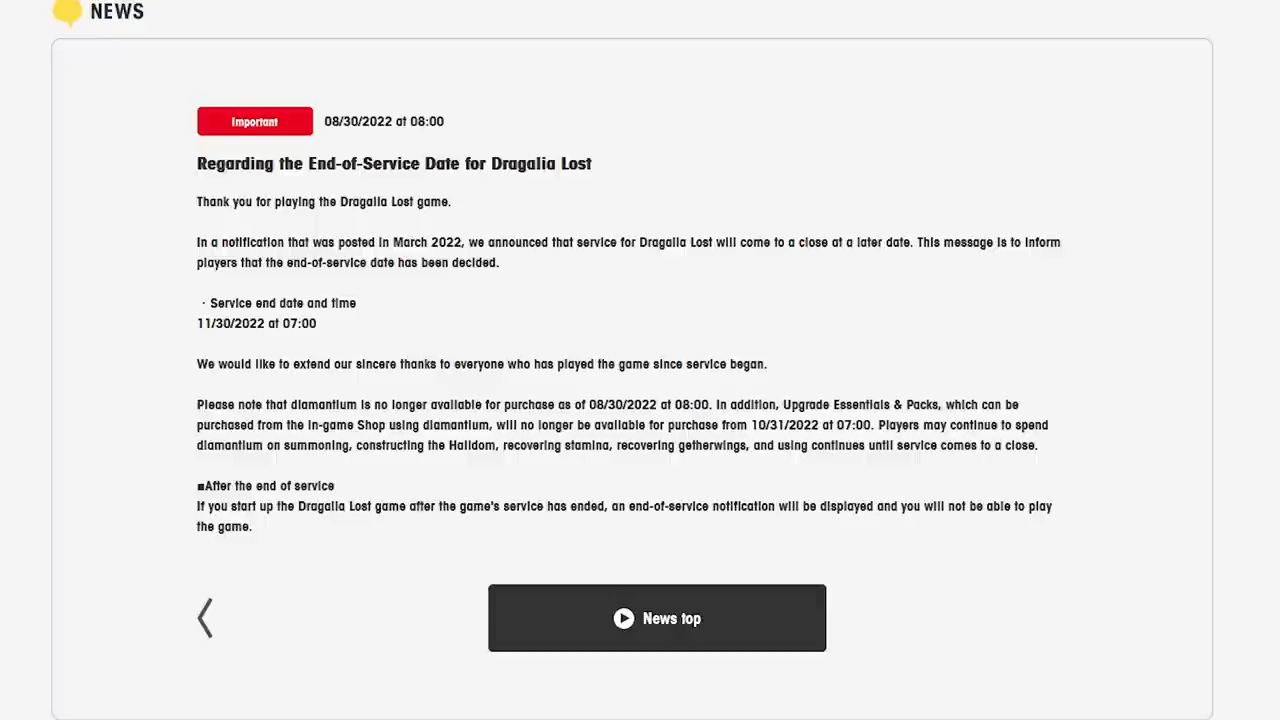 NEWS
Important 08/30/2022 at 08:00
Regarding the End-of-Service Date for Dragalia Lost
Thank you for playing the Dragalia Lost game.
In a notification that was posted in March 2022, we announced that service for Dragalia Lost will come to a close at a later date. This message is to inform
players that the end-of-service date has been decided.
・Service end date and time
11/30/2022 at 07:00
We would like to extend our sincere thanks to everyone who has played the game since service began.
Please note that diamantium is no longer available for purchase as of 08/30/2022 at 08:00. In addition, Upgrade Essentials & Packs, which can be
purchased from the in-game Shop using diamantium, will no longer be available for purchase from 10/31/2022 at 07:00. Players may continue to spend
diamantium on summoning, constructing the Halidom, recovering stamina, recovering getherwings, and using continues until service comes to a close.
■After the end of service
If you start up the Dragalia Lost game after the game's service has ended, an end-of-service notification will be displayed and you will not be able to play
the game.
News top